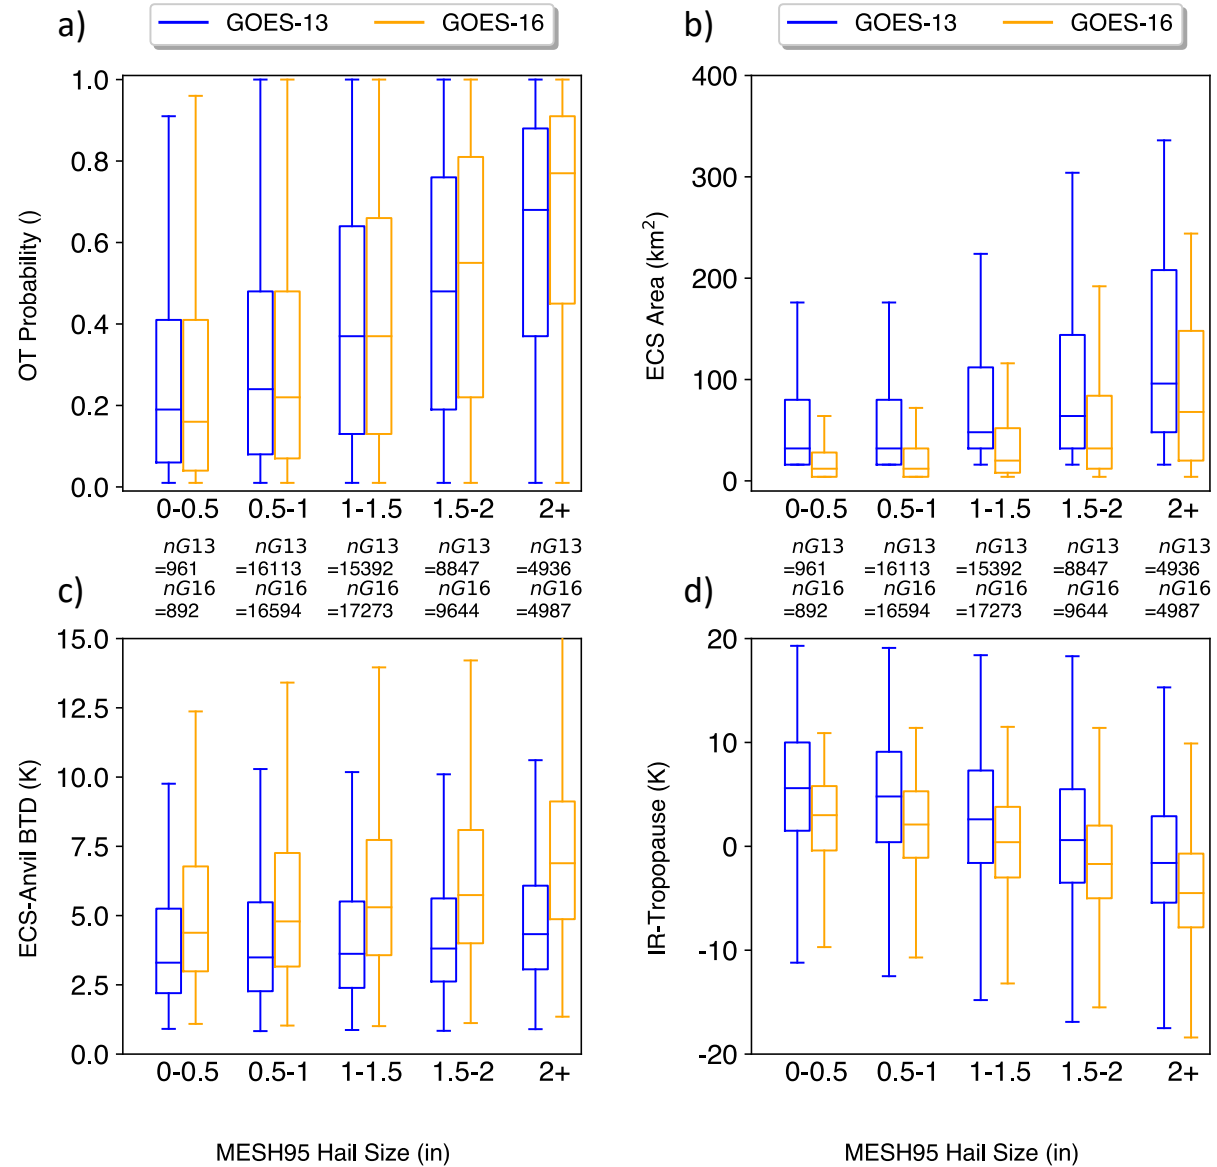 a)
GOES-13 GOES-16
b)
GOES-13 GOES-16
OT Probability ()
1.0
0.8
0.6
0.4
0.2
0.0
0-0.5 0.5-1 1-1.5 1.5-2 2+
ECS Area (km²)
400
300
200
100
0
0-0.5 0.5-1 1-1.5 1.5-2 2+
nG13 nG13 nG13 nG13 nG13
=961 =16113 =15392 =8847 =4936
nG16 nG16 nG16 nG16 nG16
=892 =16594 =17273 =9644 =4987
nG13 nG13 nG13 nG13 nG13
=961 =16113 =15392 =8847 =4936
nG16 nG16 nG16 nG16 nG16
=892 =16594 =17273 =9644 =4987
c)
ECS-Anvil BTD (K)
15.0
12.5
10.0
7.5
5.0
2.5
0.0
0-0.5 0.5-1 1-1.5 1.5-2 2+
MESH95 Hail Size (in)
d)
IR-Tropopause (K)
20
10
0
-10
-20
0-0.5 0.5-1 1-1.5 1.5-2 2+
MESH95 Hail Size (in)